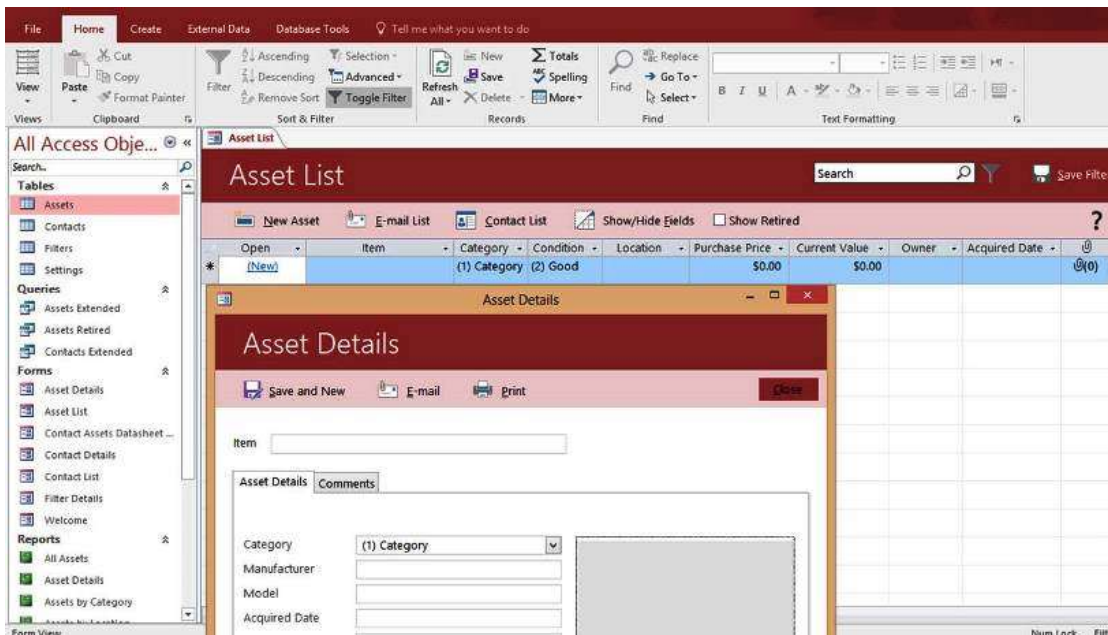 File Home Create External Data Database Tools Tell me what you want to do
Cut Ascending Selection New Totals Replace
View Paste Copy Filter Descending Advanced Refresh All Save Spelling Find Go To
Format Painter Remove Sort Toggle Filter Delete More Select B I U A
Views Clipboard Sort & Filter Records Find Text Formatting
All Access Obje...
Search..
Tables
Assets
Contacts
Filters
Settings
Queries
Assets Extended
Assets Retired
Contacts Extended
Forms
Asset Details
Asset List
Contact Assets Datasheet ...
Contact Details
Contact List
Filter Details
Welcome
Reports
All Assets
Asset Details
Assets by Category
Form View
Asset List
Asset List Search Save Filte
New Asset E-mail List Contact List Show/Hide Fields Show Retired ?
Open Item Category Condition Location Purchase Price Current Value Owner Acquired Date
* (New) (1) Category (2) Good $0.00 $0.00 (0)
Asset Details
Asset Details
Save and New E-mail Print Close
Item
Asset Details Comments
Category (1) Category
Manufacturer
Model
Acquired Date
Num Lock